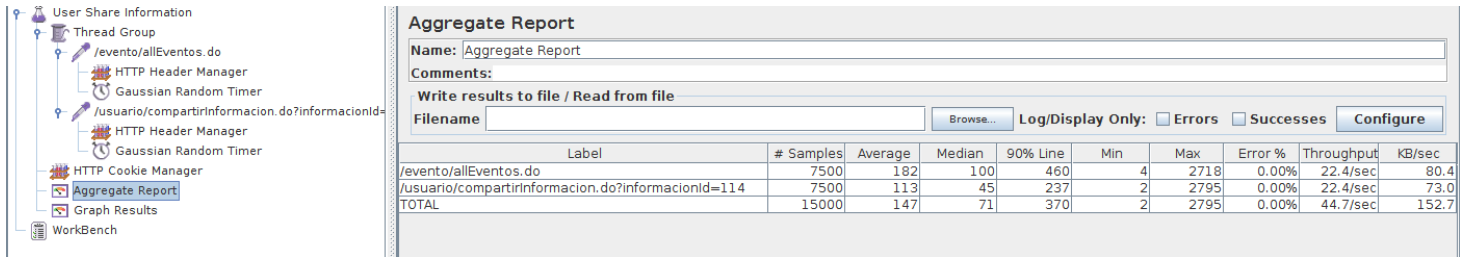 User Share Information
Thread Group
/evento/allEventos.do
HTTP Header Manager
Gaussian Random Timer
/usuario/compartirInformacion.do?informacionId=
HTTP Header Manager
Gaussian Random Timer
HTTP Cookie Manager
Aggregate Report
Graph Results
WorkBench
Aggregate Report
Name: Aggregate Report
Comments:
Write results to file / Read from file
Filename Browse... Log/Display Only: Errors Successes Configure
Label # Samples Average Median 90% Line Min Max Error % Throughput KB/sec
/evento/allEventos.do 7500 182 100 460 4 2718 0.00% 22.4/sec 80.4
/usuario/compartirInformacion.do?informacionId=114 7500 113 45 237 2 2795 0.00% 22.4/sec 73.0
TOTAL 15000 147 71 370 2 2795 0.00% 44.7/sec 152.7